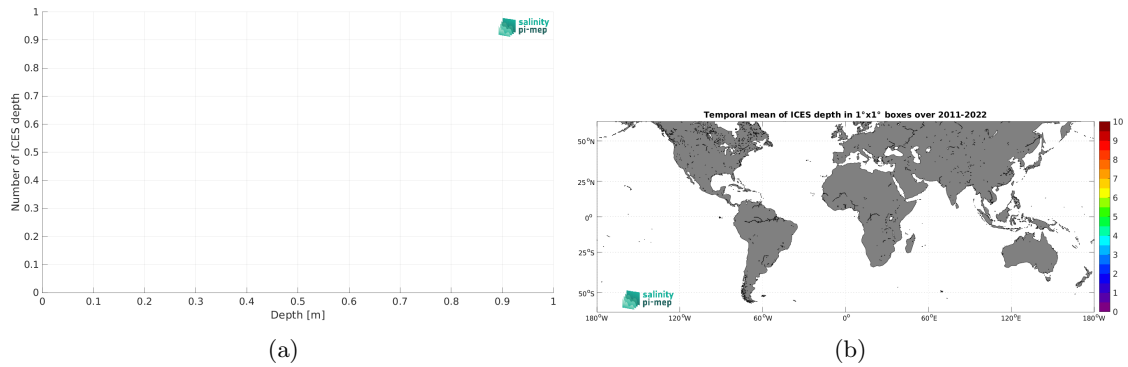 1
0.9
0.8
0.7
0.6
0.5
0.4
0.3
0.2
0.1
0
Number of ICES depth
0
0.1
0.2
0.3
0.4
0.5
0.6
0.7
0.8
0.9
1
Depth [m]
salinity
pi-mep
(a)
Temporal mean of ICES depth in 1°x1° boxes over 2011-2022
50°N
25°N
0°
25°S
50°S
180°W
120°W
60°W
0°
60°E
120°E
180°W
salinity
pi-mep
10
9
8
7
6
5
4
3
2
1
0
(b)